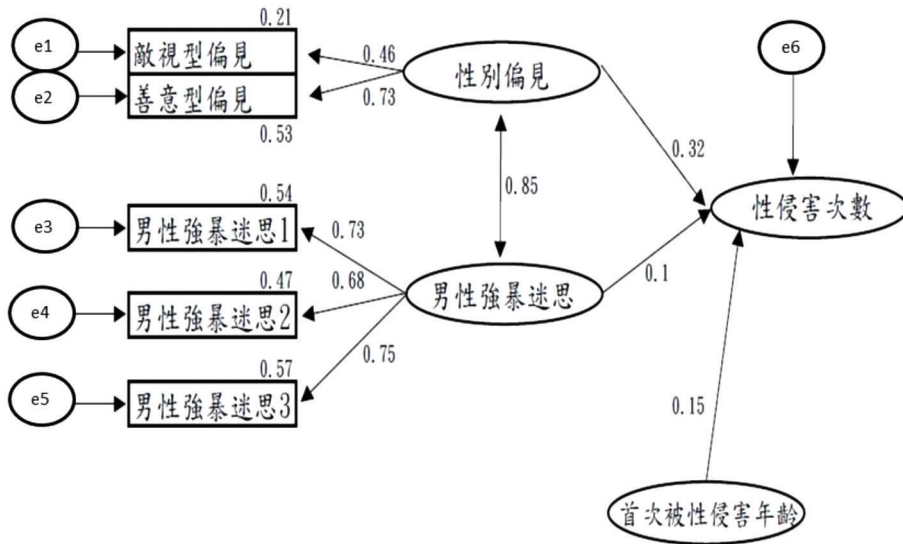 0.21
e1
敵視型偏見
0.46
性別偏見
e6
e2
善意型偏見
0.73
0.53
0.32
0.54
0.85
性侵害次數
e3
男性強暴迷思1
0.73
0.47
0.68
男性強暴迷思
0.1
e4
男性強暴迷思2
0.57
0.75
e5
男性強暴迷思3
0.15
首次被性侵害年齡